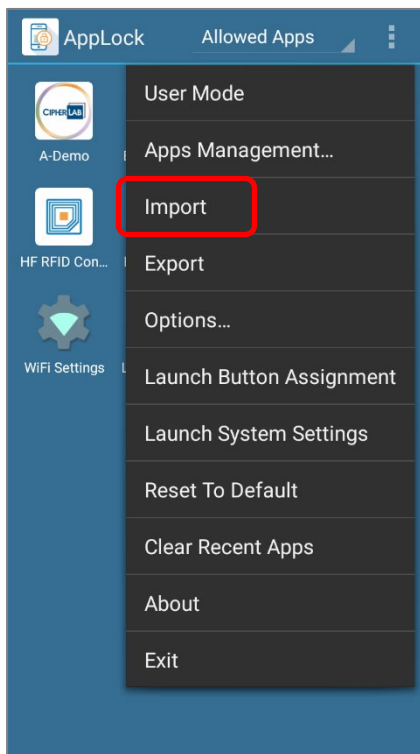 AppLock
Allowed Apps
User Mode
CIPHERLAB
A-Demo
Apps Management...
Import
HF RFID Con...
Export
Options...
WiFi Settings
Launch Button Assignment
Launch System Settings
Reset To Default
Clear Recent Apps
About
Exit